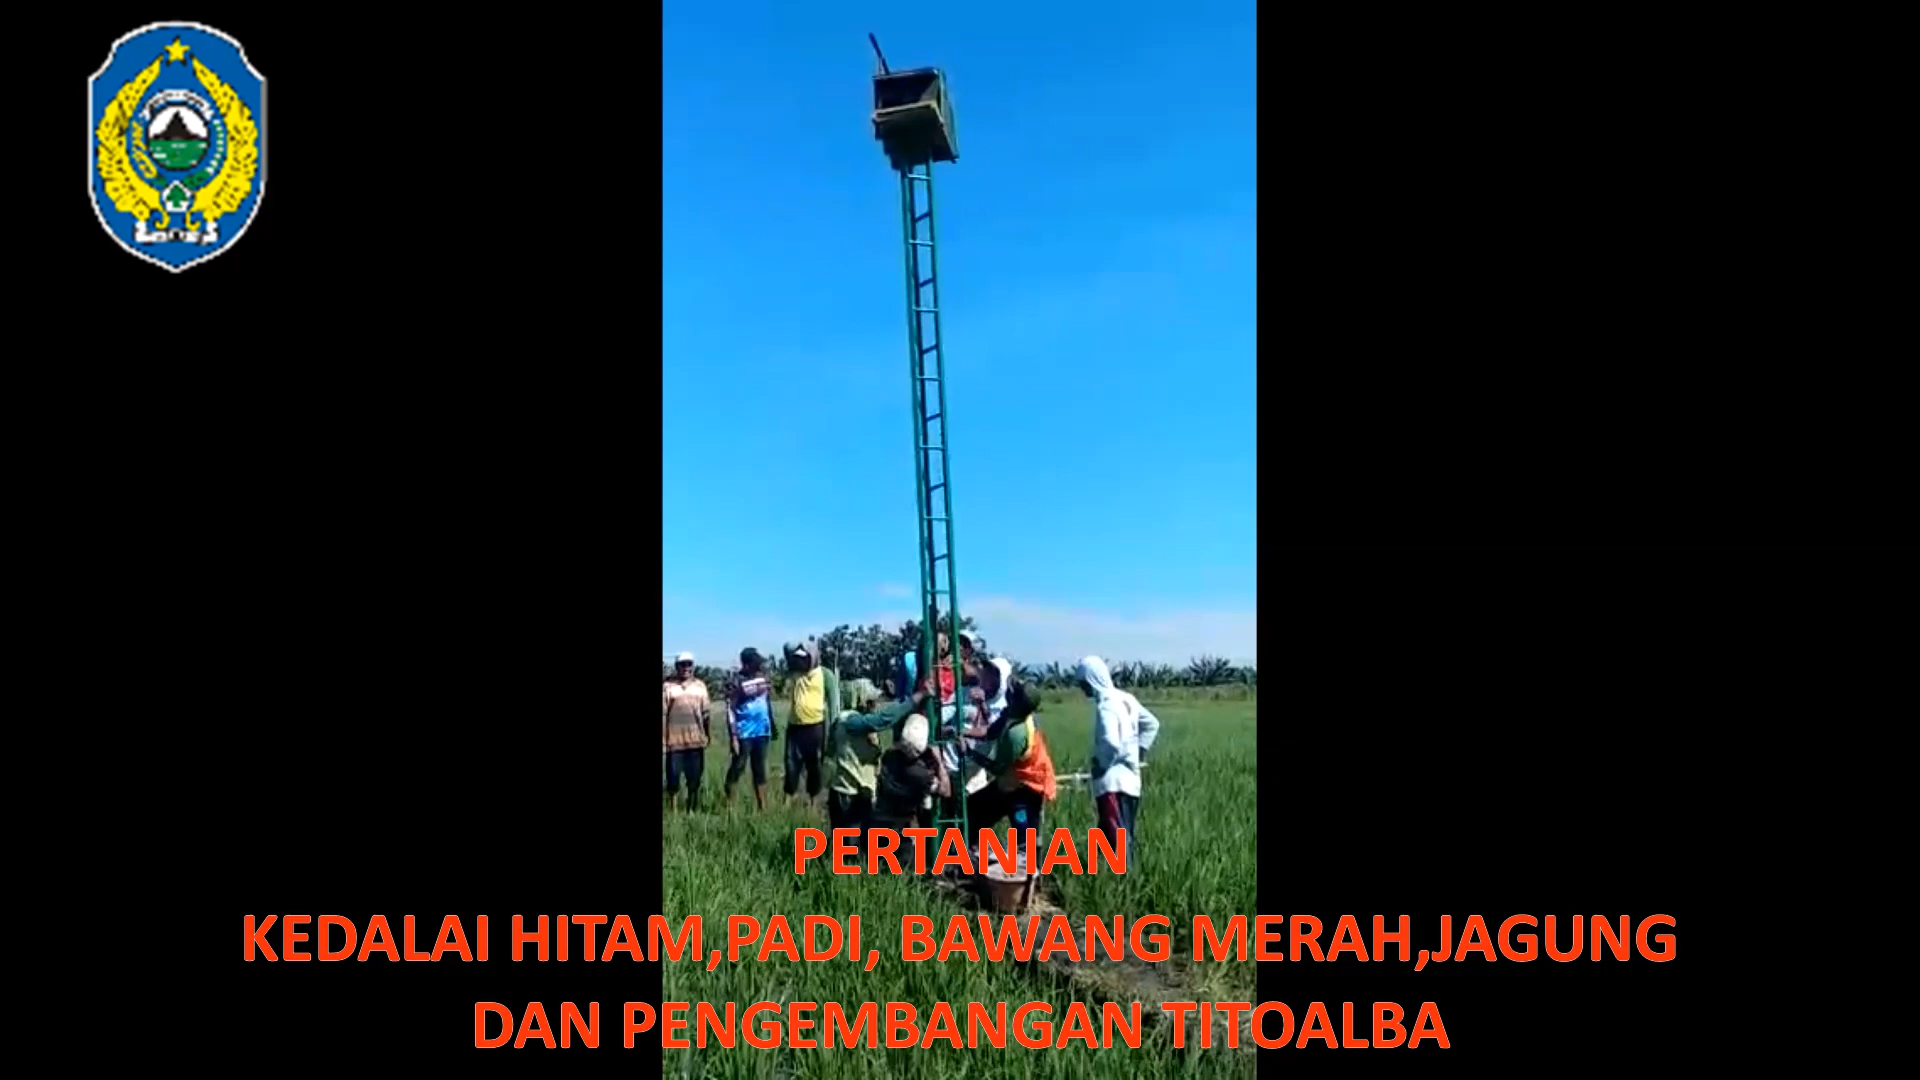 PERTANIAN
KEDALAI HITAM,PADI, BAWANG MERAH,JAGUNG
DAN PENGEMBANGAN TITOALBA